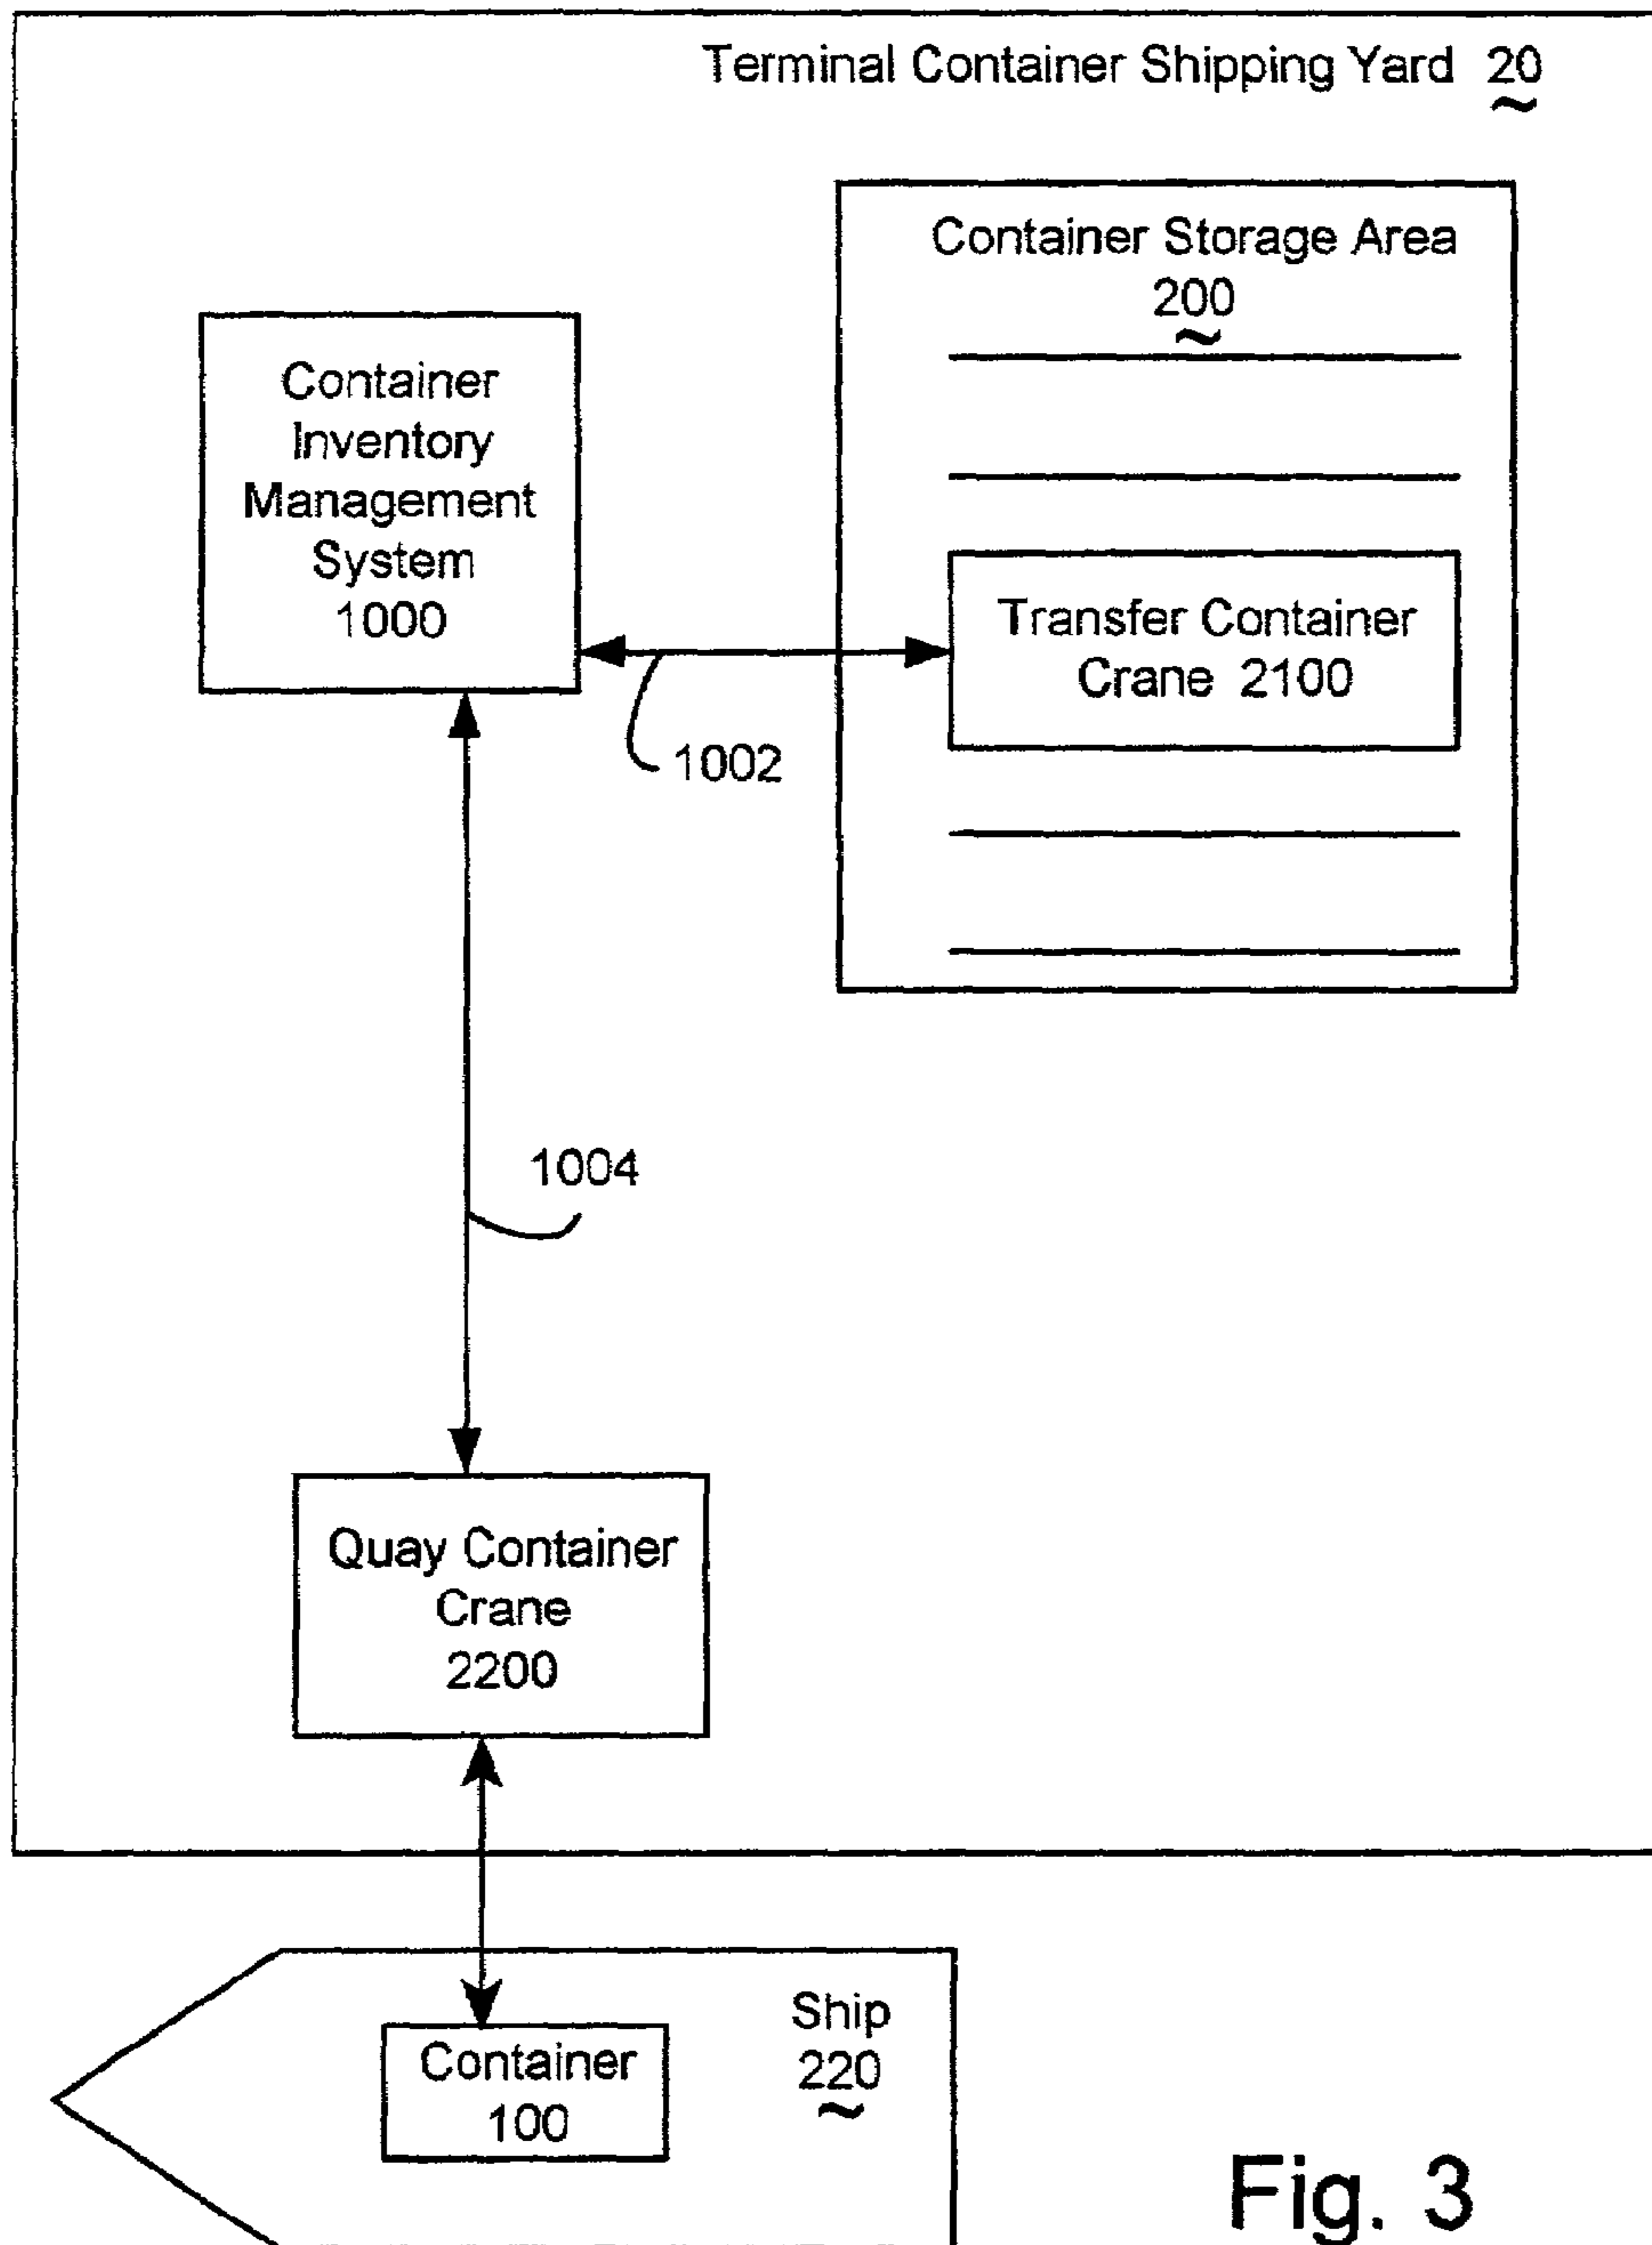 Terminal Container Shipping Yard 20
Container Storage Area
200
Container
Inventory
Management
System
1000
Transfer Container
Crane 2100
1002
1004
Quay Container
Crane
2200
Ship
220
Container
100
Fig. 3